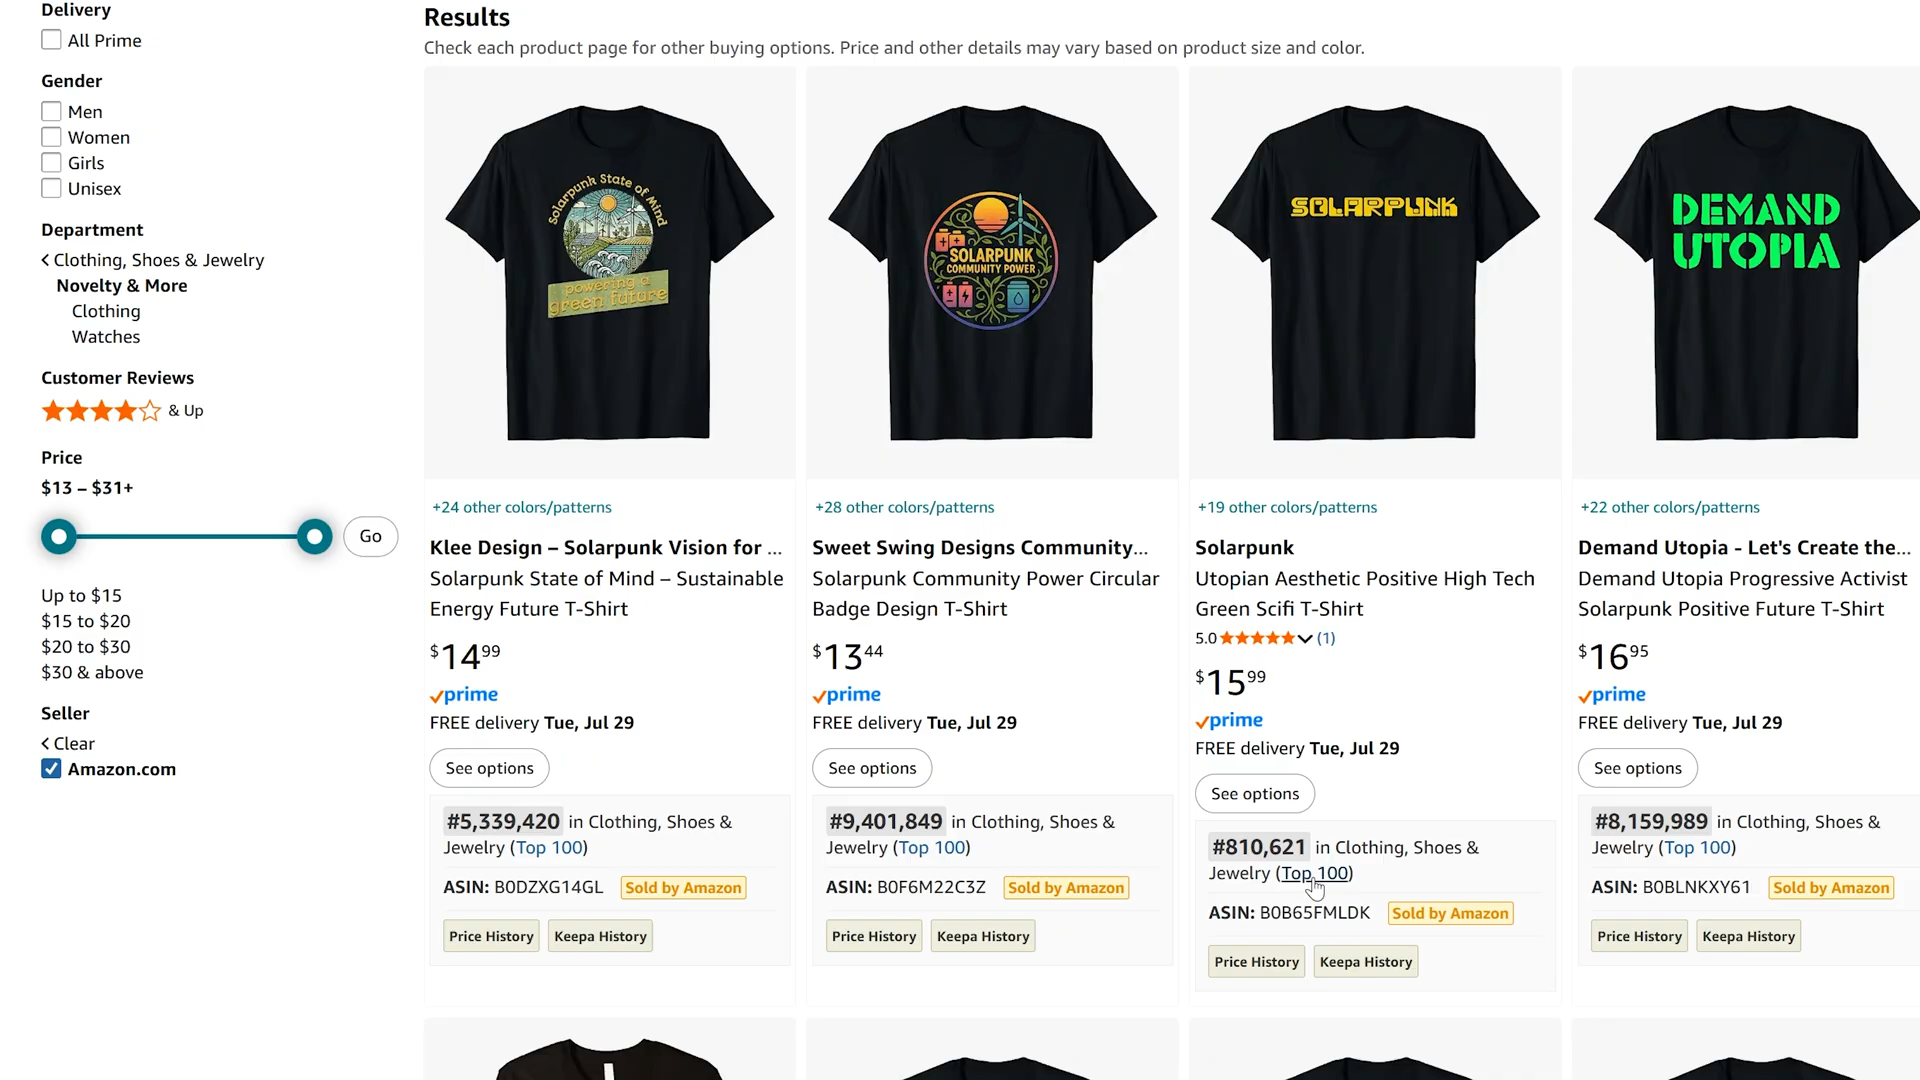 Delivery
All Prime
Gender
Men
Women
Girls
Unisex
Department
Clothing, Shoes & Jewelry
Novelty & More
Clothing
Watches
Customer Reviews
& Up
Price
$13 – $31+
Go
Up to $15
$15 to $20
$20 to $30
$30 & above
Seller
Clear
Amazon.com
Results
Check each product page for other buying options. Price and other details may vary based on product size and color.
Solarpunk State of Mind
powering a
green future
+24 other colors/patterns
Klee Design – Solarpunk Vision for ...
Solarpunk State of Mind – Sustainable
Energy Future T-Shirt
$14 99
prime
FREE delivery Tue, Jul 29
See options
#5,339,420 in Clothing, Shoes &
Jewelry (Top 100)
ASIN: B0DZXG14GL Sold by Amazon
Price History Keepa History
SOLARPUNK
COMMUNITY POWER
+28 other colors/patterns
Sweet Swing Designs Community...
Solarpunk Community Power Circular
Badge Design T-Shirt
$13 44
prime
FREE delivery Tue, Jul 29
See options
#9,401,849 in Clothing, Shoes &
Jewelry (Top 100)
ASIN: B0F6M22C3Z Sold by Amazon
Price History Keepa History
SOLARPUNK
+19 other colors/patterns
Solarpunk
Utopian Aesthetic Positive High Tech
Green Scifi T-Shirt
5.0 (1)
$15 99
prime
FREE delivery Tue, Jul 29
See options
#810,621 in Clothing, Shoes &
Jewelry (Top 100)
ASIN: B0B65FMLDK Sold by Amazon
Price History Keepa History
DEMAND
UTOPIA
+22 other colors/patterns
Demand Utopia - Let's Create the...
Demand Utopia Progressive Activist
Solarpunk Positive Future T-Shirt
$16 95
prime
FREE delivery Tue, Jul 29
See options
#8,159,989 in Clothing, Shoes &
Jewelry (Top 100)
ASIN: B0BLNKXY61 Sold by Amazon
Price History Keepa History